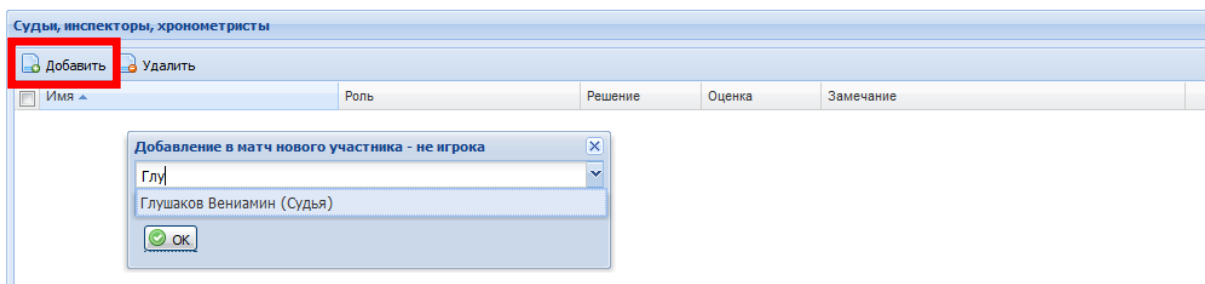 Судьи, инспекторы, хронометристы
Добавить Удалить
Имя Роль Решение Оценка Замечание
Добавление в матч нового участника - не игрока
Глу
Глушаков Вениамин (Судья)
ОК